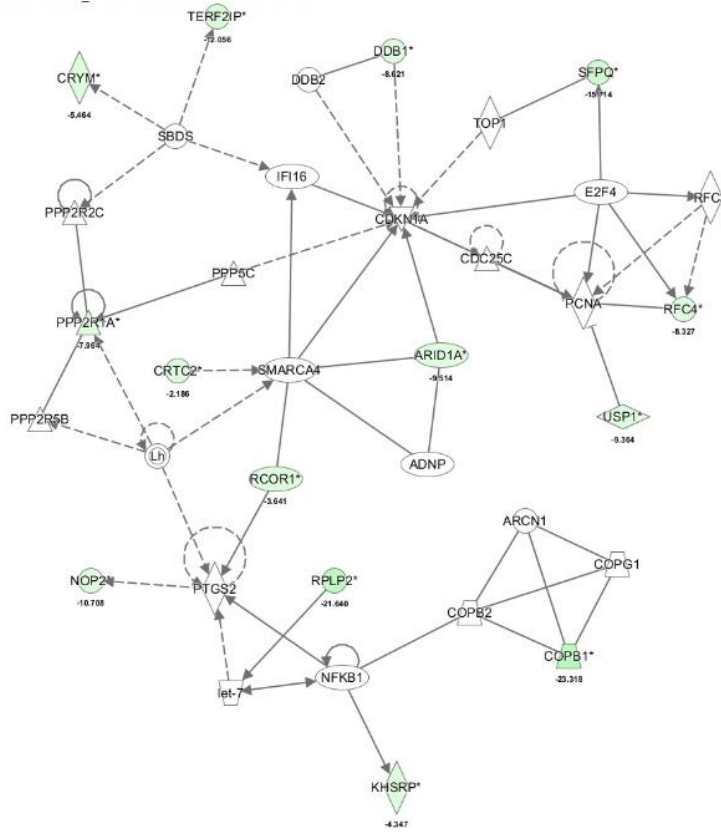 TERF2IP*
-12.056
DDB1*
-8.621
CRYM*
-5.464
DDB2
SFPQ*
-15.714
TOP1
SBDS
IFI16
E2F4
RFC
PPP2R2C
CDKN1A
CDC25C
PPP5C
PCNA
RFC4*
-8.327
PPP2R1A*
-7.964
CRTC2*
-2.186
SMARCA4
ARID1A*
-9.514
PPP2R5B
USP1*
-9.364
Lh
ADNP
RCOR1*
-3.641
ARCN1
COPG1
NOP2*
-10.708
PTGS2
RPLP2*
-21.640
COPB2
COPB1*
-23.318
let-7
NFKB1
KHSRP*
-4.347